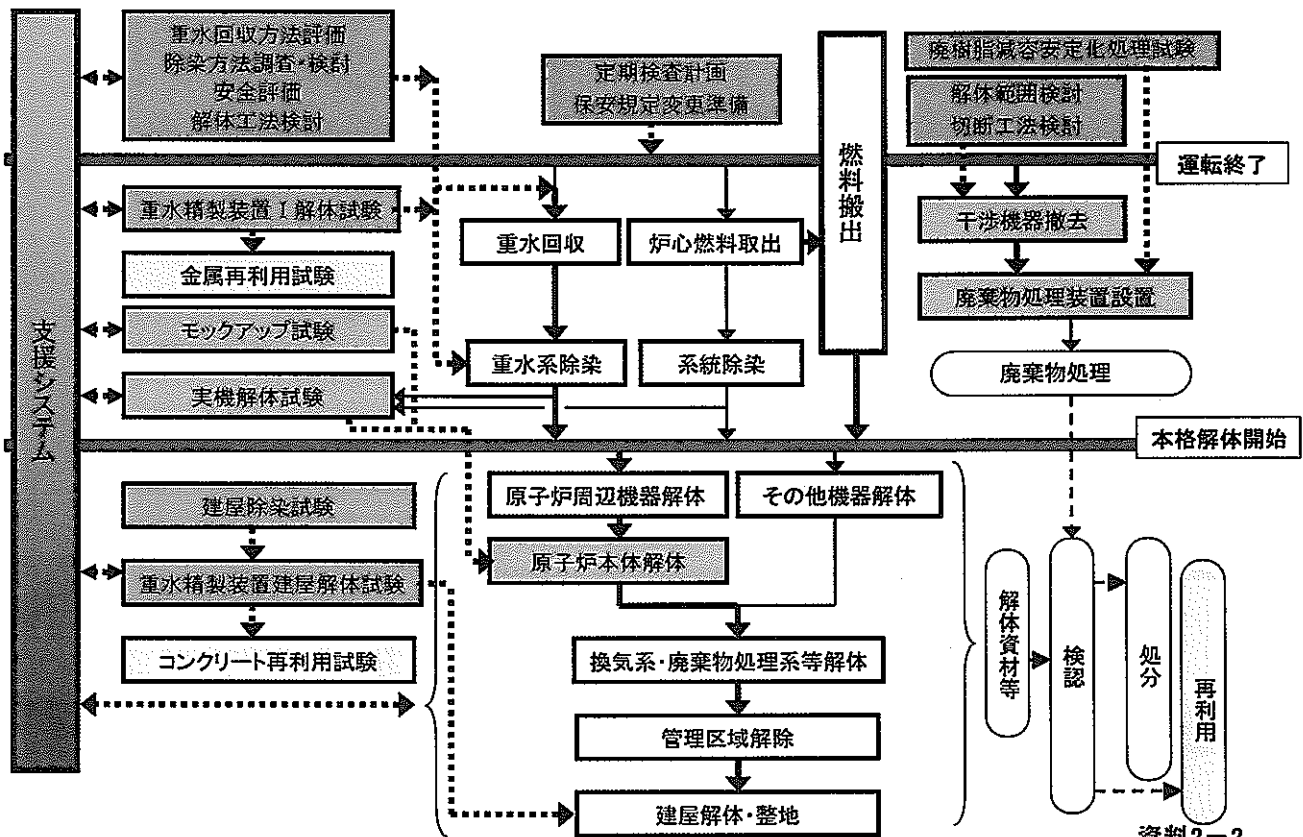 支援システム
重水回収方法評価
除染方法調査・検討
安全評価
解体工法検討
定期検査計画
保安規定変更準備
燃料搬出
廃樹脂減容安定化処理試験
解体範囲検討
切断工法検討
運転終了
重水精製装置Ⅰ解体試験
金属再利用試験
モックアップ試験
実機解体試験
重水回収
炉心燃料取出
重水系除染
系統除染
干渉機器撤去
廃棄物処理装置設置
廃棄物処理
本格解体開始
建屋除染試験
重水精製装置建屋解体試験
コンクリート再利用試験
原子炉周辺機器解体
その他機器解体
原子炉本体解体
換気系・廃棄物処理系等解体
管理区域解除
建屋解体・整地
解体資材等
検認
処分
再利用
資料2-2